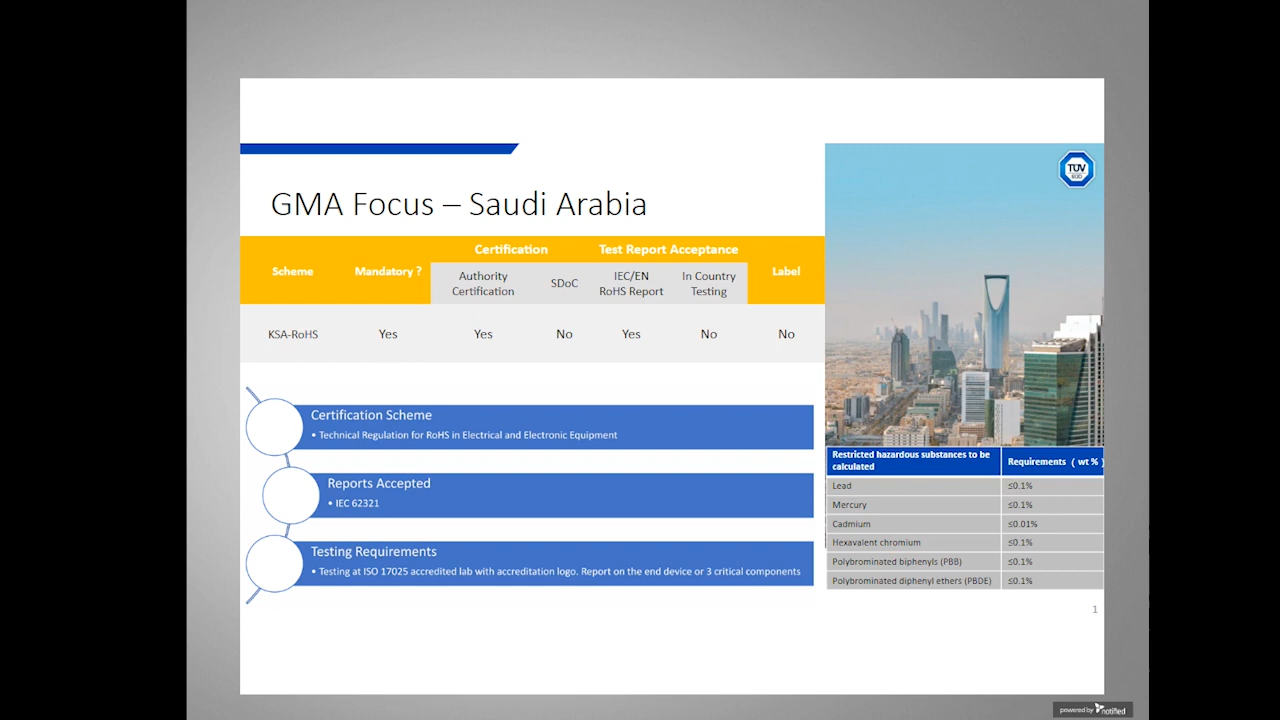 GMA Focus – Saudi Arabia
Scheme
Mandatory ?
Certification
Authority
Certification
SDoC
Test Report Acceptance
IEC/EN
RoHS Report
In Country
Testing
Label
KSA-RoHS Yes Yes No Yes No No
Certification Scheme
• Technical Regulation for RoHS in Electrical and Electronic Equipment
Reports Accepted
• IEC 62321
Testing Requirements
• Testing at ISO 17025 accredited lab with accreditation logo. Report on the end device or 3 critical components
TÜV
SÜD
Restricted hazardous substances to be
calculated
Requirements ( wt % )
Lead ≤0.1%
Mercury ≤0.1%
Cadmium ≤0.01%
Hexavalent chromium ≤0.1%
Polybrominated biphenyls (PBB) ≤0.1%
Polybrominated diphenyl ethers (PBDE) ≤0.1%
1
powered by notified